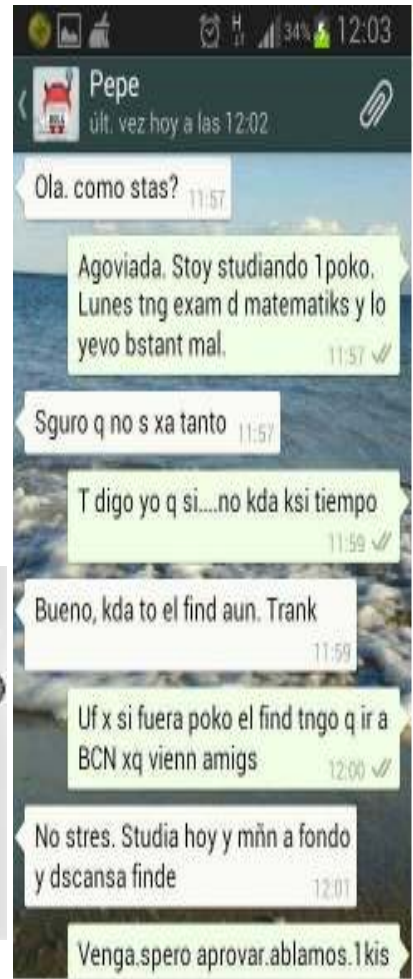 34% 12:03
Pepe
últ. vez hoy a las 12:02
Ola. como stas? 11:57
Agoviada. Stoy studiando 1poko.
Lunes tng exam d matematiks y lo
yevo bstant mal. 11:57
Sguro q no s xa tanto 11:57
T digo yo q si....no kda ksi tiempo
11:59
Bueno, kda to el find aun. Trank
11:59
Uf x si fuera poko el find tngo q ir a
BCN xq vienn amigs 12:00
No stres. Studia hoy y mñn a fondo
y dscansa finde 12:01
Venga.spero aprovar.ablamos.1kis